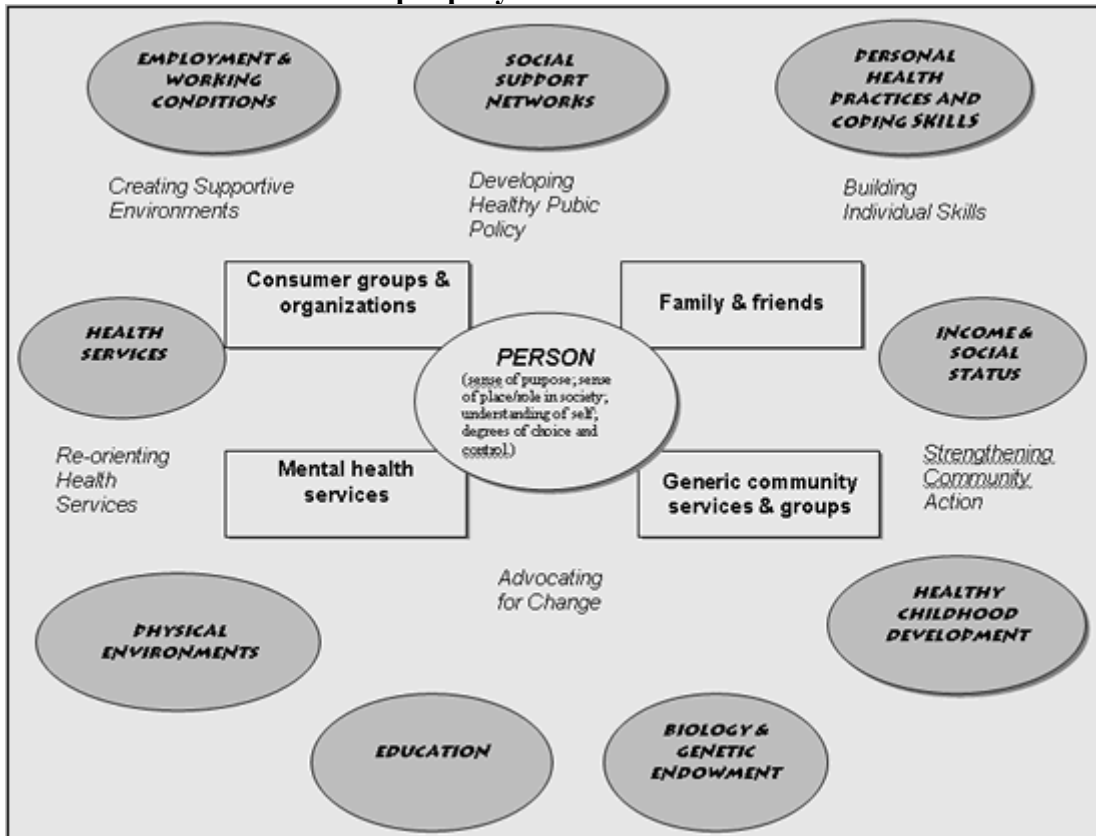 EMPLOYMENT &
WORKING
CONDITIONS
SOCIAL
SUPPORT
NETWORKS
PERSONAL
HEALTH
PRACTICES AND
COPING SKILLS
Creating Supportive
Environments
Developing
Healthy Pubic
Policy
Building
Individual Skills
Consumer groups &
organizations
Family & friends
HEALTH
SERVICES
PERSON
(sense of purpose; sense
of place/role in society;
understanding of self;
degrees of choice and
control.)
INCOME &
SOCIAL
STATUS
Re-orienting
Health
Services
Mental health
services
Generic community
services & groups
Strengthening
Community
Action
Advocating
for Change
HEALTHY
CHILDHOOD
DEVELOPMENT
PHYSICAL
ENVIRONMENTS
EDUCATION
BIOLOGY &
GENETIC
ENDOWMENT